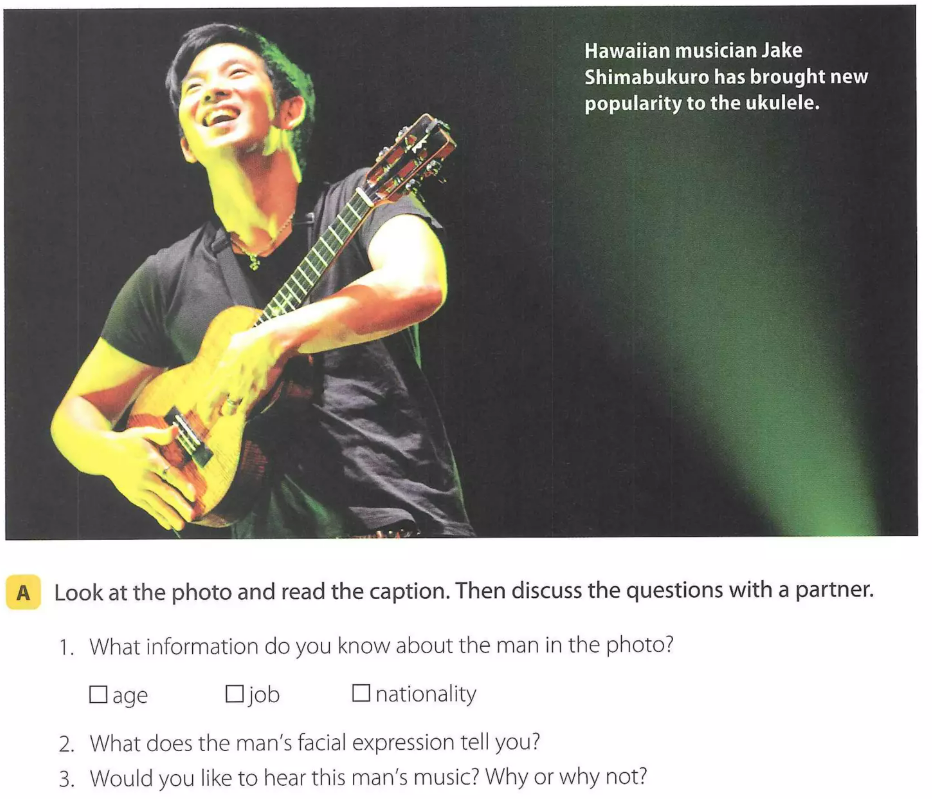 Hawaiian musician Jake
Shimabukuro has brought new
popularity to the ukulele.
A Look at the photo and read the caption. Then discuss the questions with a partner.
1. What information do you know about the man in the photo?
☐ age ☐ job ☐ nationality
2. What does the man's facial expression tell you?
3. Would you like to hear this man's music? Why or why not?